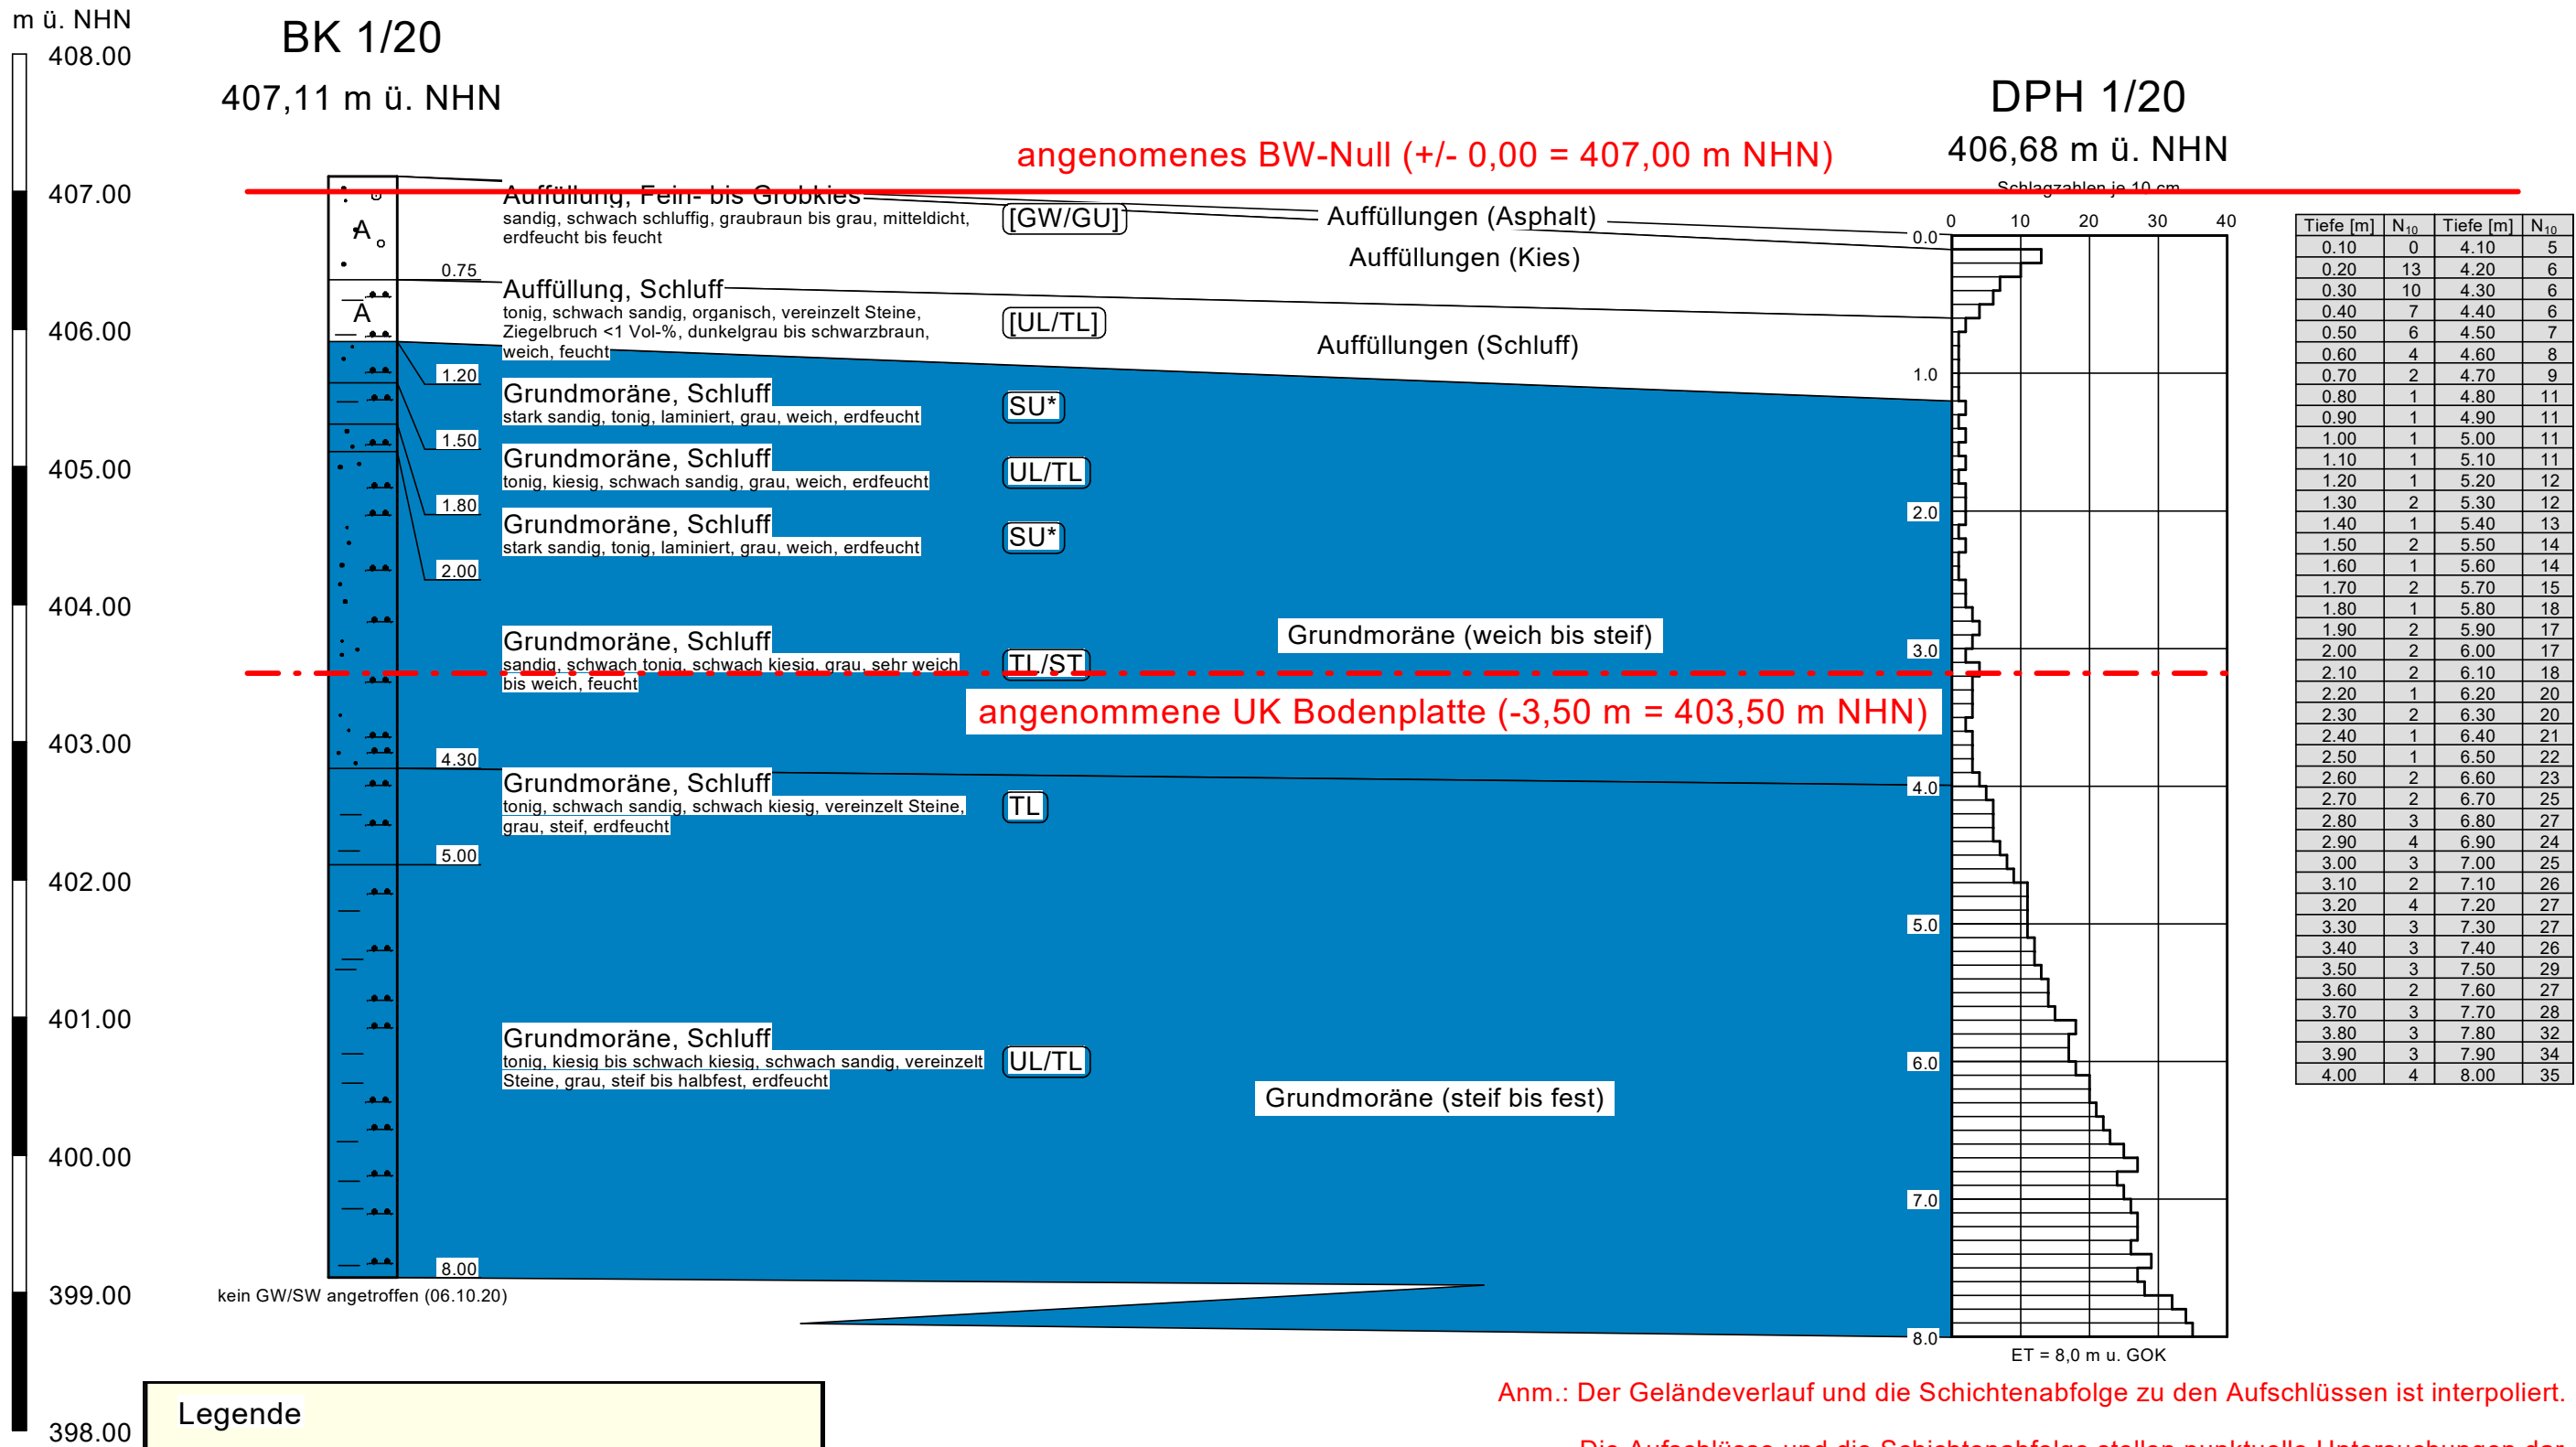 m ü. NHN
408.00
407.00
406.00
405.00
404.00
403.00
402.00
401.00
400.00
399.00
398.00
BK 1/20
407,11 m ü. NHN
DPH 1/20
406,68 m ü. NHN
angenomenes BW-Null (+/- 0,00 = 407,00 m NHN)
Schlagzahlen je 10 cm
Auffüllung, Fein- bis Grobkies
sandig, schwach schluffig, graubraun bis grau, mitteldicht,
erdfeucht bis feucht
[GW/GU]
A
0.75
Auffüllung, Schluff
tonig, schwach sandig, organisch, vereinzelt Steine,
Ziegelbruch <1 Vol-%, dunkelgrau bis schwarzbraun,
weich, feucht
[UL/TL]
A
1.20
Grundmoräne, Schluff
stark sandig, tonig, laminiert, grau, weich, erdfeucht
SU*
1.50
Grundmoräne, Schluff
tonig, kiesig, schwach sandig, grau, weich, erdfeucht
UL/TL
1.80
Grundmoräne, Schluff
stark sandig, tonig, laminiert, grau, weich, erdfeucht
SU*
2.00
Grundmoräne, Schluff
sandig, schwach tonig, schwach kiesig, grau, sehr weich
bis weich, feucht
TL/ST
4.30
Grundmoräne, Schluff
tonig, schwach sandig, schwach kiesig, vereinzelt Steine,
grau, steif, erdfeucht
TL
5.00
Grundmoräne, Schluff
tonig, kiesig bis schwach kiesig, schwach sandig, vereinzelt
Steine, grau, steif bis halbfest, erdfeucht
UL/TL
8.00
kein GW/SW angetroffen (06.10.20)
Auffüllungen (Asphalt)
Auffüllungen (Kies)
Auffüllungen (Schluff)
Grundmoräne (weich bis steif)
angenommene UK Bodenplatte (-3,50 m = 403,50 m NHN)
Grundmoräne (steif bis fest)
0 10 20 30 40
0.0
1.0
2.0
3.0
4.0
5.0
6.0
7.0
8.0
ET = 8,0 m u. GOK
Tiefe [m] N10 Tiefe [m] N10
0.10 0 4.10 5
0.20 13 4.20 6
0.30 10 4.30 6
0.40 7 4.40 6
0.50 6 4.50 7
0.60 4 4.60 8
0.70 2 4.70 9
0.80 1 4.80 11
0.90 1 4.90 11
1.00 1 5.00 11
1.10 1 5.10 11
1.20 1 5.20 12
1.30 2 5.30 12
1.40 1 5.40 13
1.50 2 5.50 14
1.60 1 5.60 14
1.70 2 5.70 15
1.80 1 5.80 18
1.90 2 5.90 17
2.00 2 6.00 17
2.10 2 6.10 18
2.20 1 6.20 20
2.30 2 6.30 20
2.40 1 6.40 21
2.50 1 6.50 22
2.60 2 6.60 23
2.70 2 6.70 25
2.80 3 6.80 27
2.90 4 6.90 24
3.00 3 7.00 25
3.10 2 7.10 26
3.20 4 7.20 27
3.30 3 7.30 27
3.40 3 7.40 26
3.50 3 7.50 29
3.60 2 7.60 27
3.70 3 7.70 28
3.80 3 7.80 32
3.90 3 7.90 34
4.00 4 8.00 35
Legende
Anm.: Der Geländeverlauf und die Schichtenabfolge zu den Aufschlüssen ist interpoliert.
Die Aufschlüsse und die Schichtenabfolge stellen punktuelle Untersuchungen dar